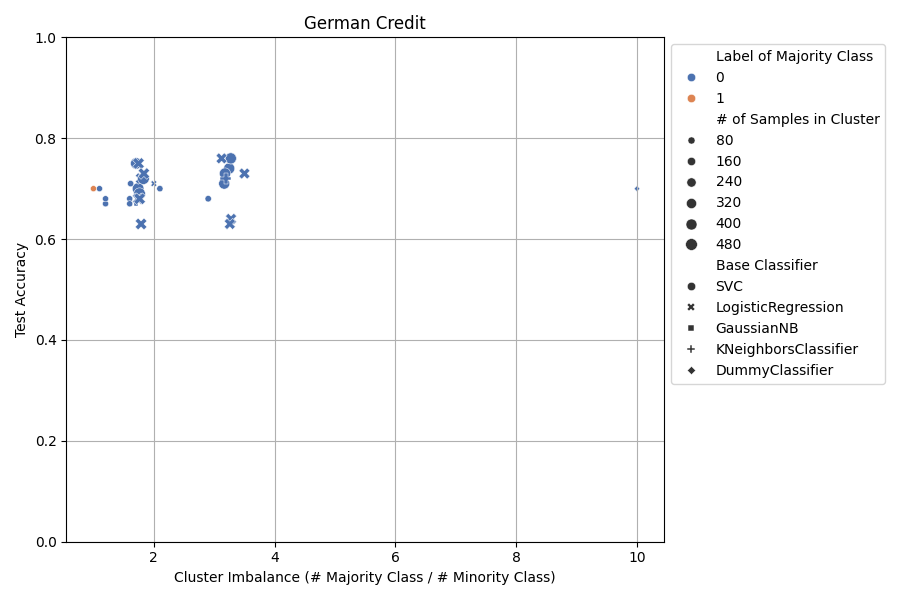 German Credit
1.0
0.8
0.6
0.4
0.2
0.0
Test Accuracy
2
4
6
8
10
Cluster Imbalance (# Majority Class / # Minority Class)
Label of Majority Class
0
1
# of Samples in Cluster
80
160
240
320
400
480
Base Classifier
SVC
LogisticRegression
GaussianNB
KNeighborsClassifier
DummyClassifier